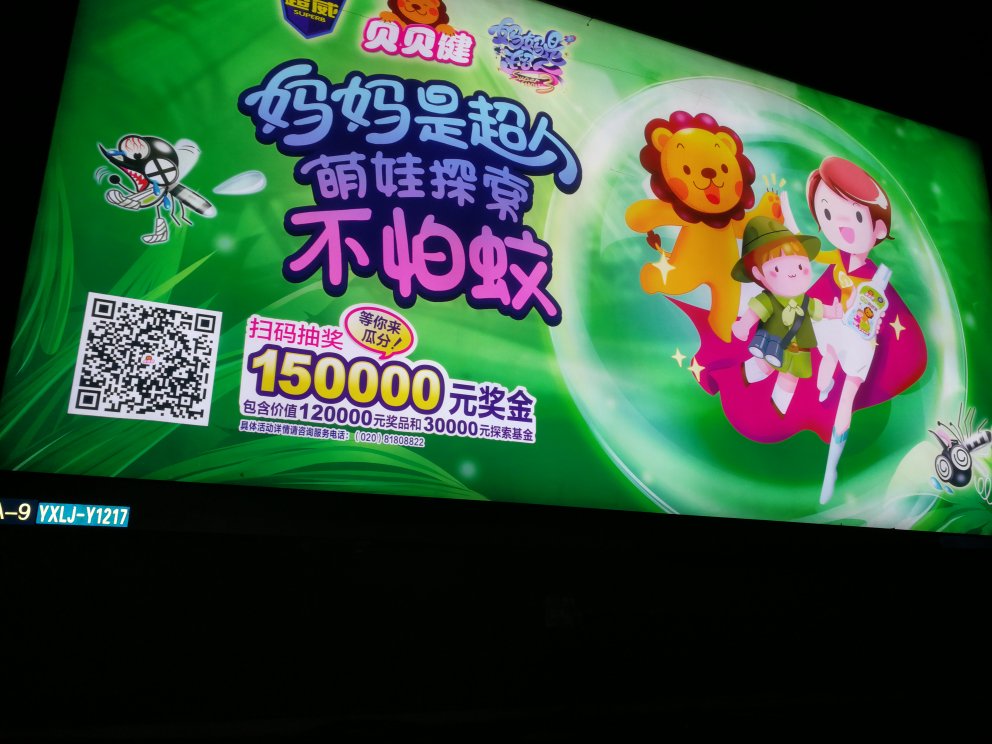 超威
SUPERB
贝贝健
妈妈是超人
妈妈是超人
萌娃探索
不怕蚊
扫码抽奖
等你来
瓜分!
150000元奖金
包含价值120000元奖品和30000元探索基金
具体活动详情请咨询服务电话:(020)81808822
A-9 YXLJ-Y1217